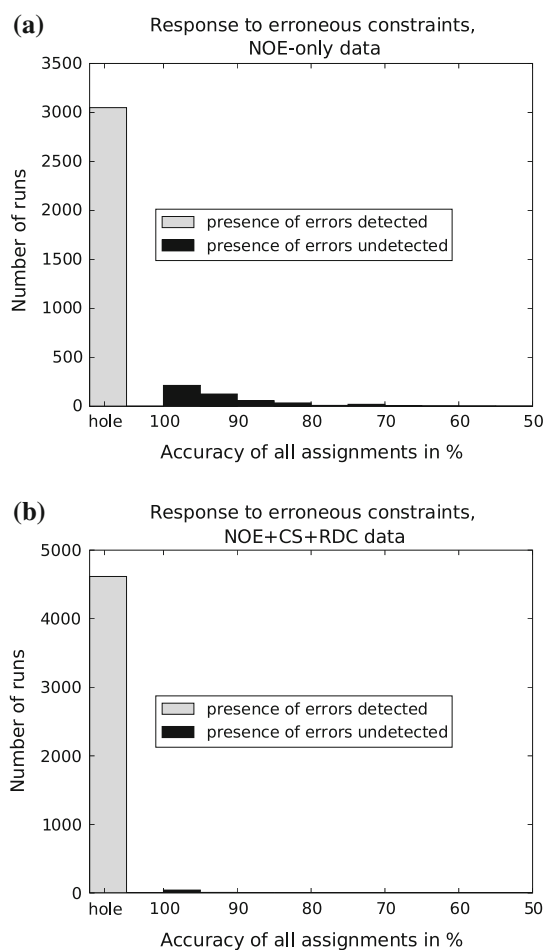 (a)
Response to erroneous constraints,
NOE-only data
3500
3000
2500
2000
1500
1000
500
0
Number of runs
presence of errors detected
presence of errors undetected
hole 100 90 80 70 60 50
Accuracy of all assignments in %
(b)
Response to erroneous constraints,
NOE+CS+RDC data
5000
4000
3000
2000
1000
0
Number of runs
presence of errors detected
presence of errors undetected
hole 100 90 80 70 60 50
Accuracy of all assignments in %